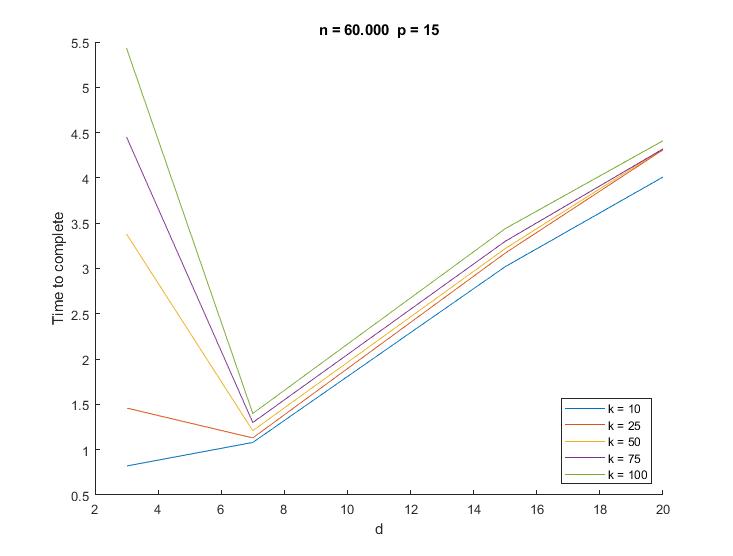 n = 60.000 p = 15
5.5
5
4.5
4
3.5
3
2.5
2
1.5
1
0.5
Time to complete
2 4 6 8 10 12 14 16 18 20
d
k = 10
k = 25
k = 50
k = 75
k = 100